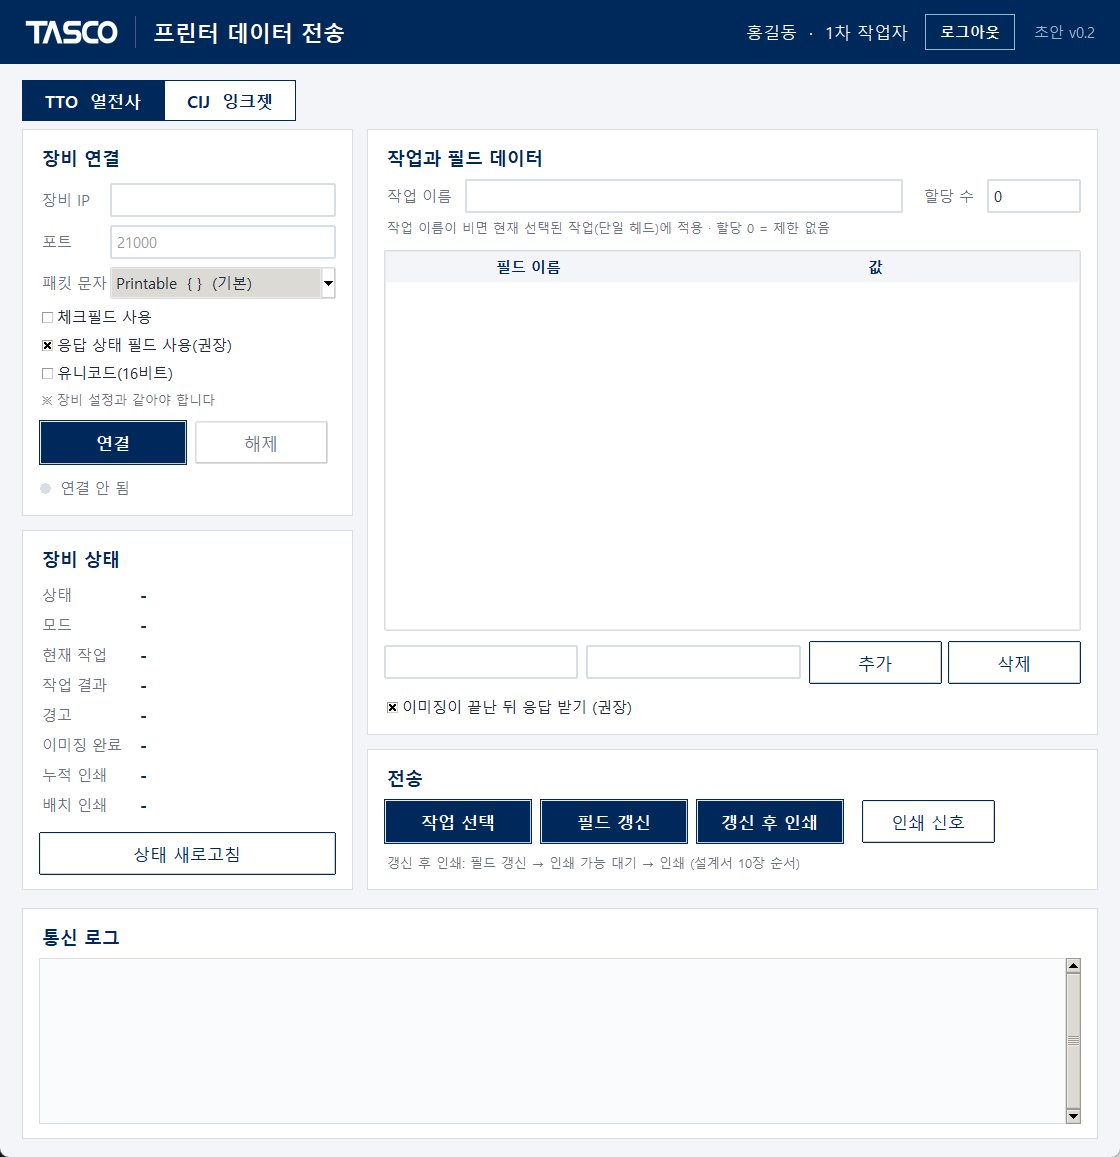 TASCO 프린터 데이터 전송 홍길동 · 1차 작업자 로그아웃 초안 v0.2
TTO 열전사 CIJ 잉크젯
장비 연결
장비 IP
포트 21000
패킷 문자 Printable { } (기본)
체크필드 사용
응답 상태 필드 사용(권장)
유니코드(16비트)
※ 장비 설정과 같아야 합니다
연결 해제
연결 안 됨
장비 상태
상태 -
모드 -
현재 작업 -
작업 결과 -
경고 -
이미징 완료 -
누적 인쇄 -
배치 인쇄 -
상태 새로고침
작업과 필드 데이터
작업 이름 할당 수 0
작업 이름이 비면 현재 선택된 작업(단일 헤드)에 적용 · 할당 0 = 제한 없음
필드 이름 값
추가 삭제
이미징이 끝난 뒤 응답 받기 (권장)
전송
작업 선택 필드 갱신 갱신 후 인쇄 인쇄 신호
갱신 후 인쇄: 필드 갱신 → 인쇄 가능 대기 → 인쇄 (설계서 10장 순서)
통신 로그